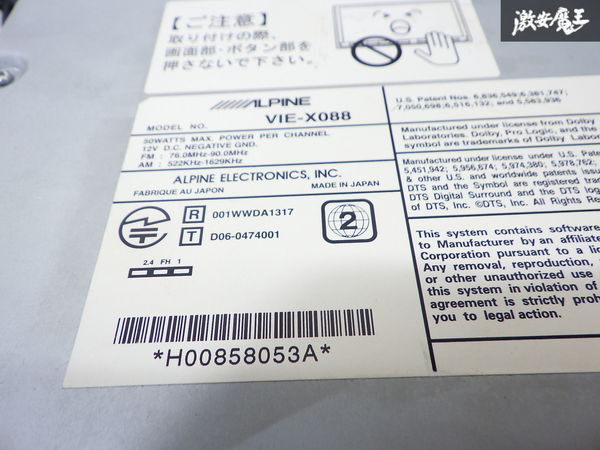 激安魔王
【ご注意】
取り付けの際、
画面部・ボタン部を
押さないで下さい。
ALPINE
MODEL NO. VIE-X088
50WATTS MAX. POWER PER CHANNEL
12V D.C. NEGATIVE GND.
FM : 76.0MHz-90.0MHz
AM : 522KHz-1629KHz
ALPINE ELECTRONICS, INC.
FABRIQUE AU JAPON MADE IN JAPAN
R 001WWDA1317
T D06-0474001
2
2.4 FH 1
*H00858053A*
U.S. Patent Nos. 5,836,549;6,381,747;
7,050,698;6,516,132; and 5,583,936
Manufactured under license from Dolby
Laboratories. Dolby, Pro Logic, and the
symbol are trademarks of Dolby Labor
Manufactured under license under U.S. Pate
5,451,942; 5,956,674; 5,974,380; 5,978,762;
& other U.S. and worldwide patents issued
DTS and the Symbol are registered tra
DTS Digital Surround and the DTS log
of DTS, Inc. ©DTS, Inc. All Rights Re
This system contains software
to Manufacturer by an affiliate
Corporation pursuant to a lic
Any removal, reproduction,
or other unauthorized use
this system in violation of
agreement is strictly proh
you to legal action.